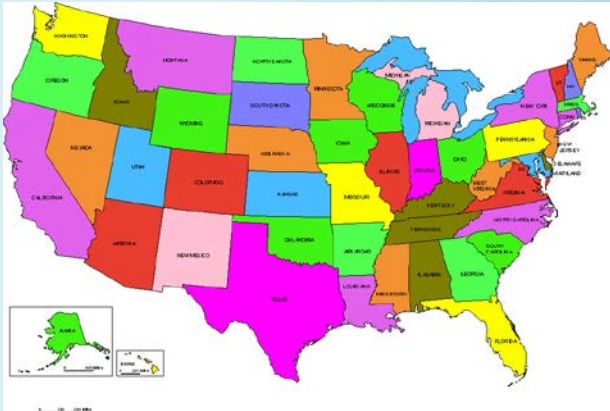 WASHINGTON
MONTANA
NORTH DAKOTA
MINNESOTA
MICHIGAN
MAINE
VT
NH
OREGON
IDAHO
SOUTH DAKOTA
WISCONSIN
MICHIGAN
NEW YORK
MASS
CONN
WYOMING
IOWA
PENNSYLVANIA
NEW
JERSEY
NEVADA
UTAH
NEBRASKA
ILLINOIS
INDIANA
OHIO
DELAWARE
MARYLAND
COLORADO
KANSAS
MISSOURI
WEST
VIRGINIA
VIRGINIA
CALIFORNIA
KENTUCKY
NORTH CAROLINA
TENNESSEE
ARIZONA
NEW MEXICO
OKLAHOMA
ARKANSAS
SOUTH
CAROLINA
MISSISSIPPI
ALABAMA
GEORGIA
TEXAS
LOUISIANA
FLORIDA
ALASKA
HAWAII